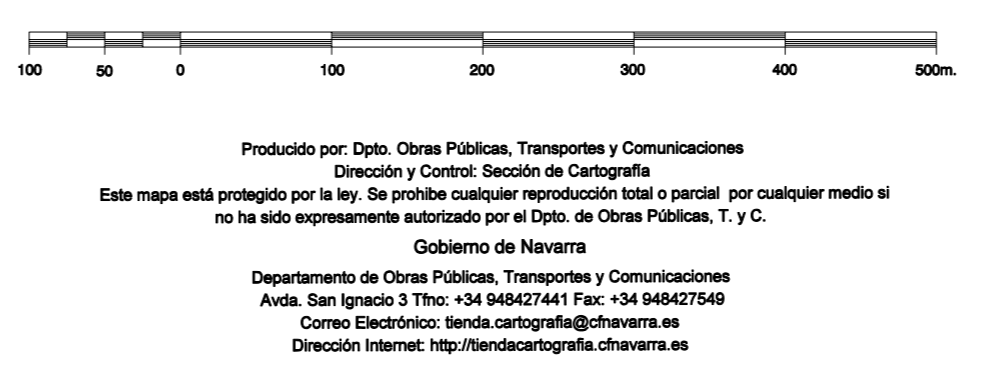 100 50 0 100 200 300 400 500m.
Producido por: Dpto. Obras Públicas, Transportes y Comunicaciones
Dirección y Control: Sección de Cartografía
Este mapa está protegido por la ley. Se prohibe cualquier reproducción total o parcial por cualquier medio si
no ha sido expresamente autorizado por el Dpto. de Obras Públicas, T. y C.
Gobierno de Navarra
Departamento de Obras Públicas, Transportes y Comunicaciones
Avda. San Ignacio 3 Tfno: +34 948427441 Fax: +34 948427549
Correo Electrónico: tienda.cartografia@cfnavarra.es
Dirección Internet: http://tiendacartografia.cfnavarra.es